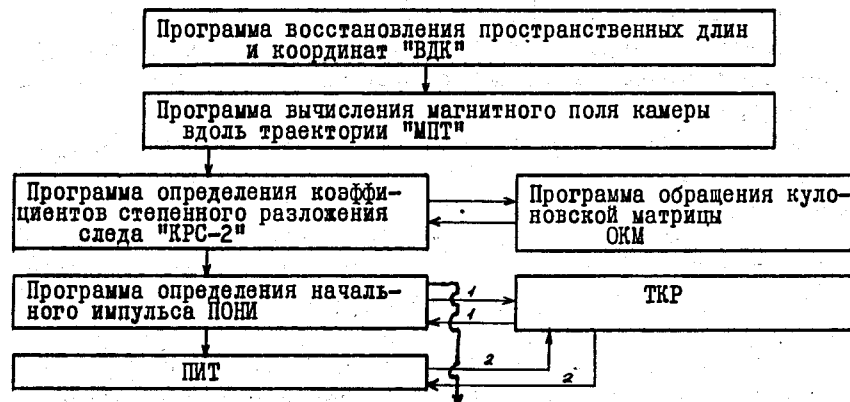 Программа восстановления пространственных длин
и координат "ВДК"
Программа вычисления магнитного поля камеры
вдоль траектории "МПТ"
Программа определения коэффи-
циентов степенного разложения
следа "КРС-2"
Программа обращения куло-
новской матрицы
ОКМ
Программа определения началь-
ного импульса ПОНИ
1
1
ТКР
ПИТ
2
2